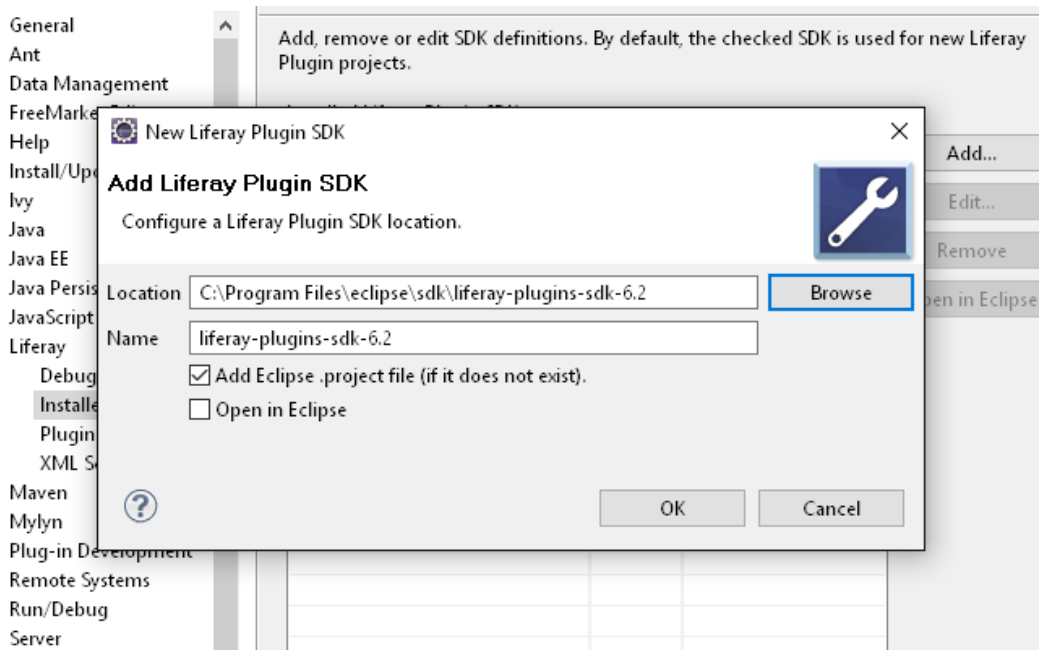 General
Ant
Data Management
FreeMarke
Help
Install/Upd
Ivy
Java
Java EE
Java Persis
JavaScript
Liferay
Debug
Installe
Plugin
XML S
Maven
Mylyn
Plug-in Development
Remote Systems
Run/Debug
Server
Add, remove or edit SDK definitions. By default, the checked SDK is used for new Liferay
Plugin projects.
Add...
Edit...
Remove
pen in Eclipse
New Liferay Plugin SDK
Add Liferay Plugin SDK
Configure a Liferay Plugin SDK location.
Location C:\Program Files\eclipse\sdk\liferay-plugins-sdk-6.2 Browse
Name liferay-plugins-sdk-6.2
Add Eclipse .project file (if it does not exist).
Open in Eclipse
? OK Cancel